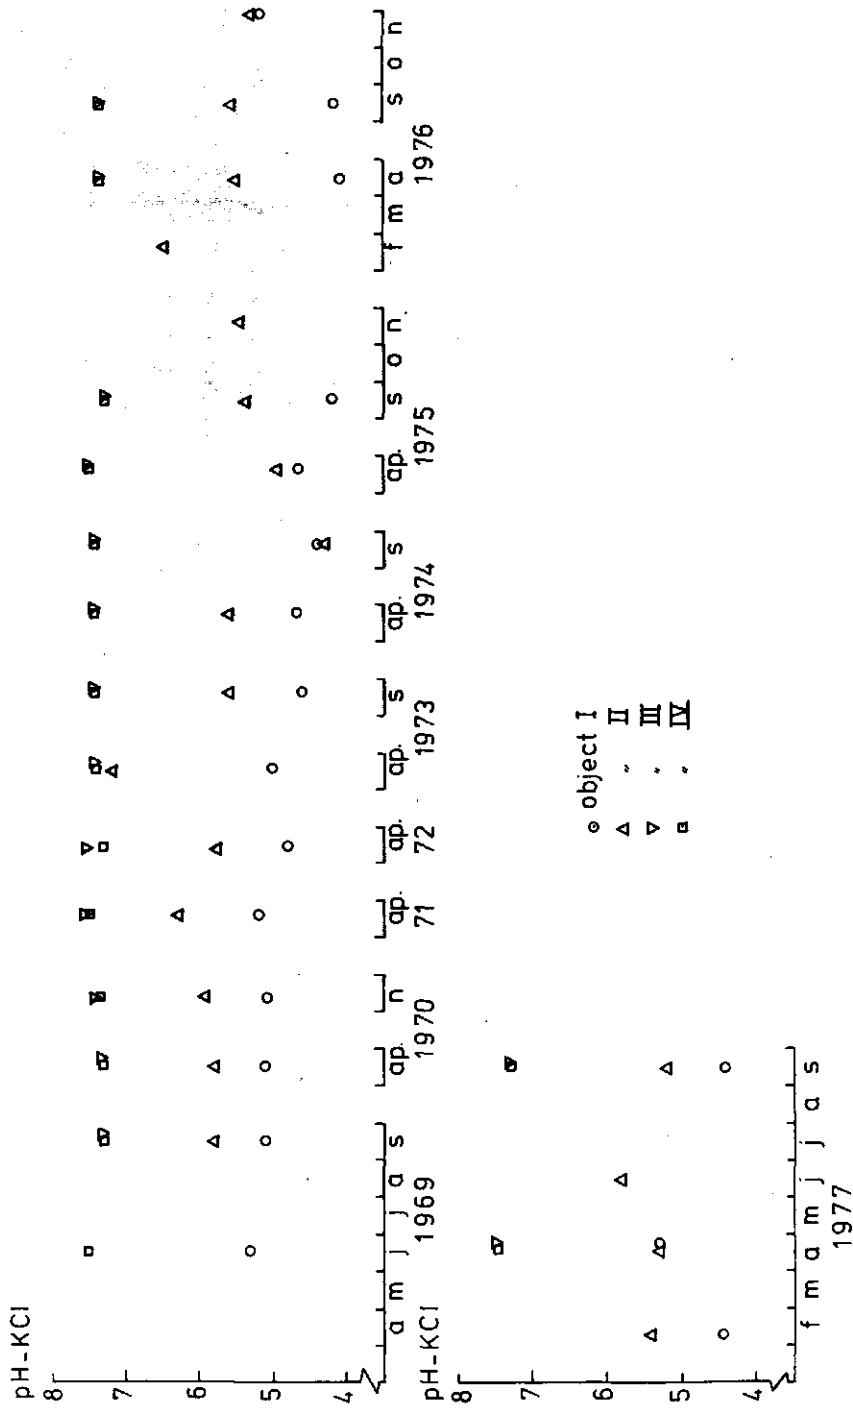 pH-KCl
8
7
6
5
4
a m j j a s
1969
ap. n
1970
ap.
71
ap.
72
ap. s
1973
ap. s
1974
ap. s o n
1975
f m a s o n
1976
pH-KCl
8
7
6
5
4
f m a m j j a s
1977
object I
" II
" III
" IV